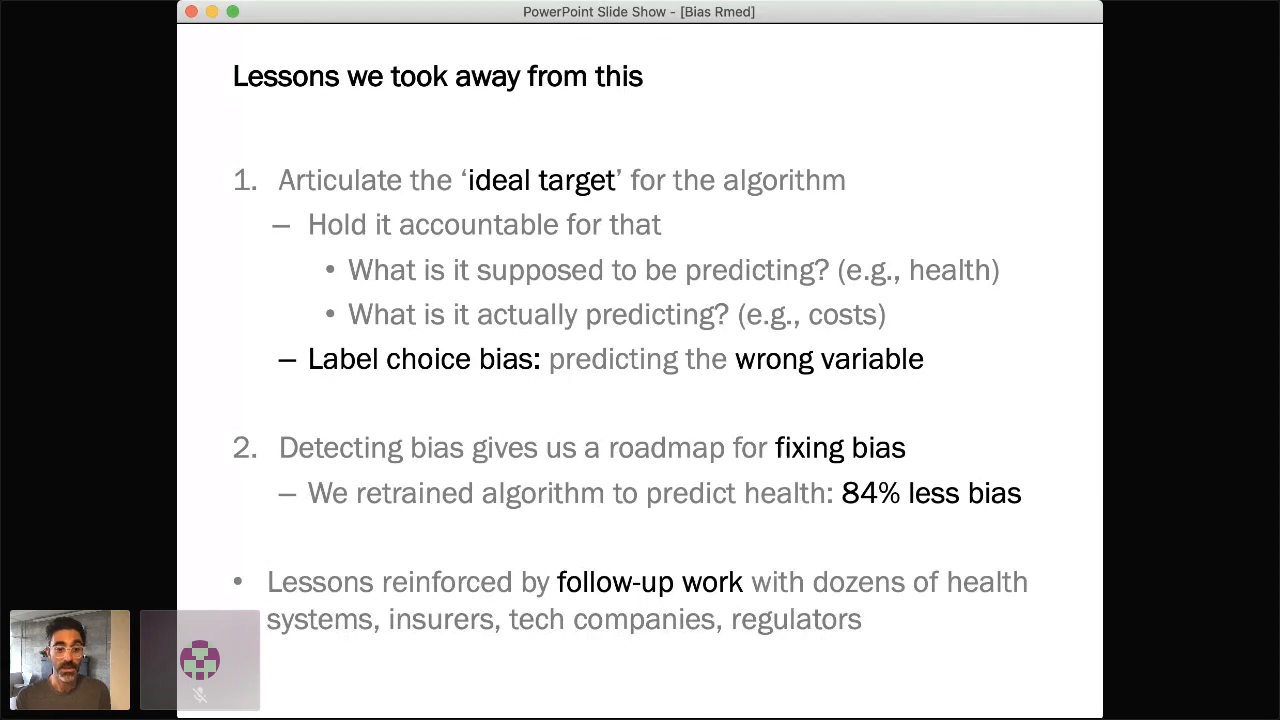 PowerPoint Slide Show - [Bias Rmed]
Lessons we took away from this
1. Articulate the ‘ideal target’ for the algorithm
– Hold it accountable for that
• What is it supposed to be predicting? (e.g., health)
• What is it actually predicting? (e.g., costs)
– Label choice bias: predicting the wrong variable
2. Detecting bias gives us a roadmap for fixing bias
– We retrained algorithm to predict health: 84% less bias
• Lessons reinforced by follow-up work with dozens of health
systems, insurers, tech companies, regulators